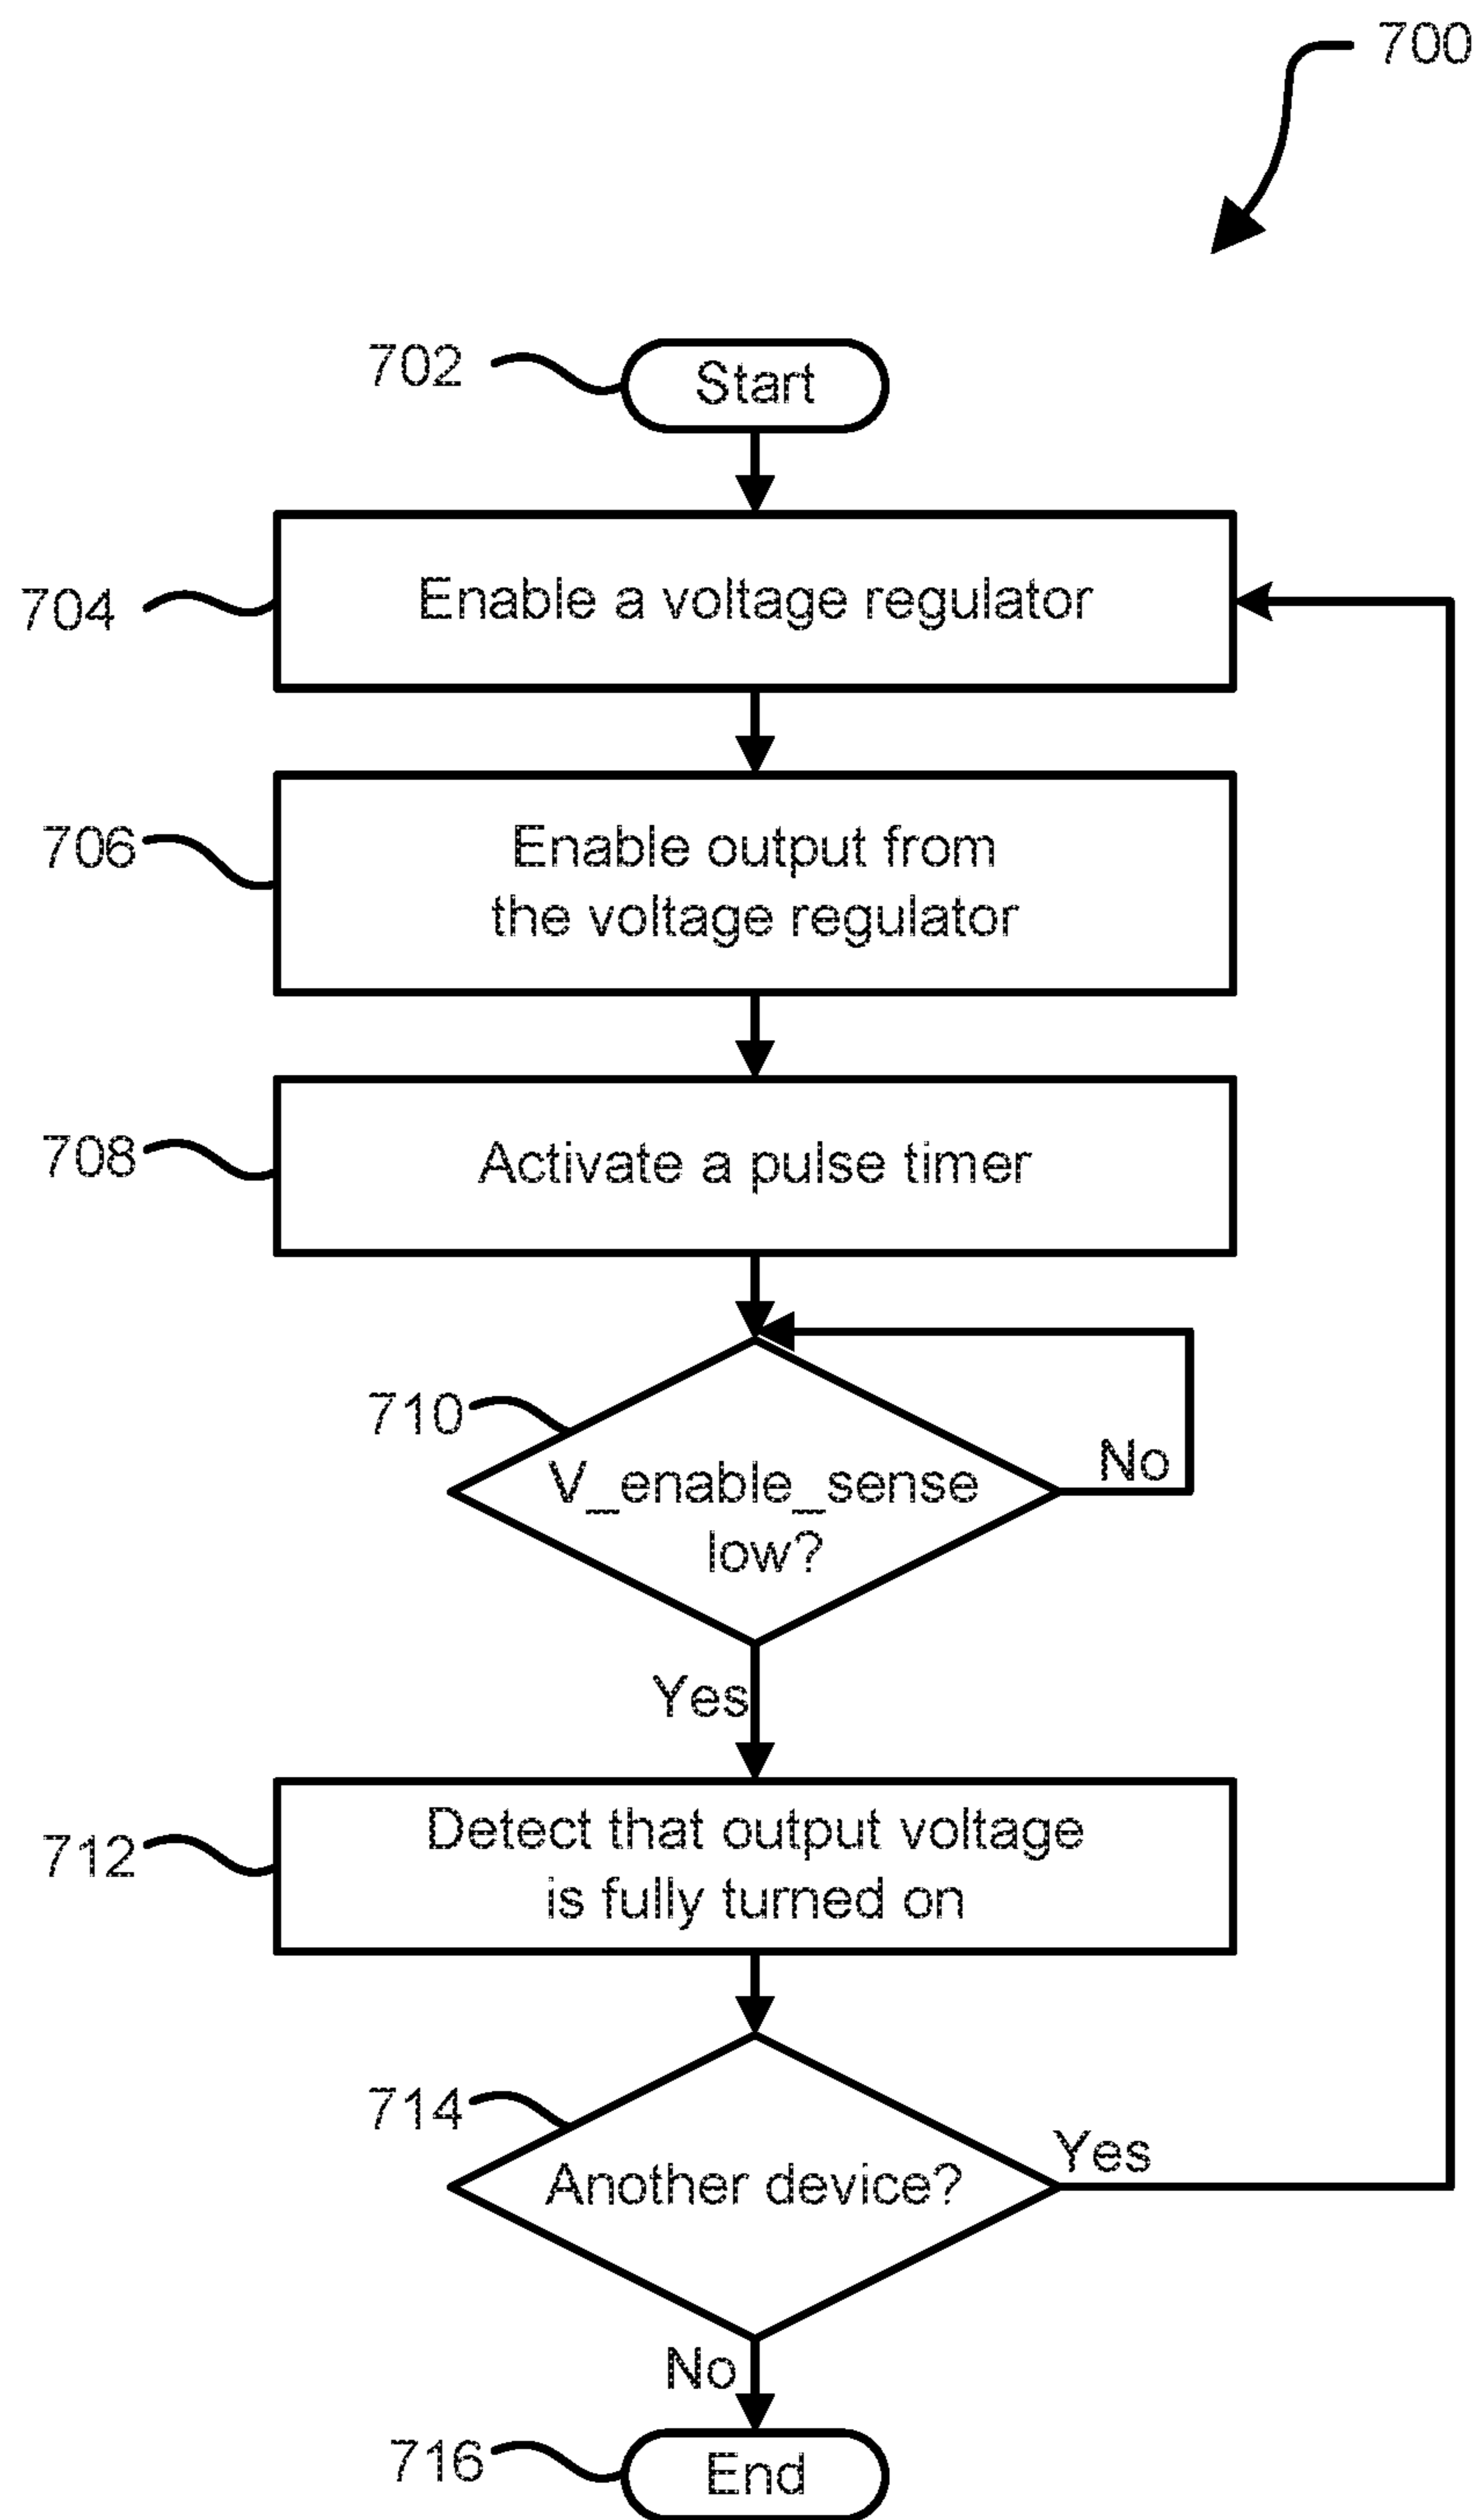 700
702
Start
704
Enable a voltage regulator
706
Enable output from
the voltage regulator
708
Activate a pulse timer
710
V_enable_sense
low?
No
Yes
712
Detect that output voltage
is fully turned on
714
Another device?
Yes
No
716
End